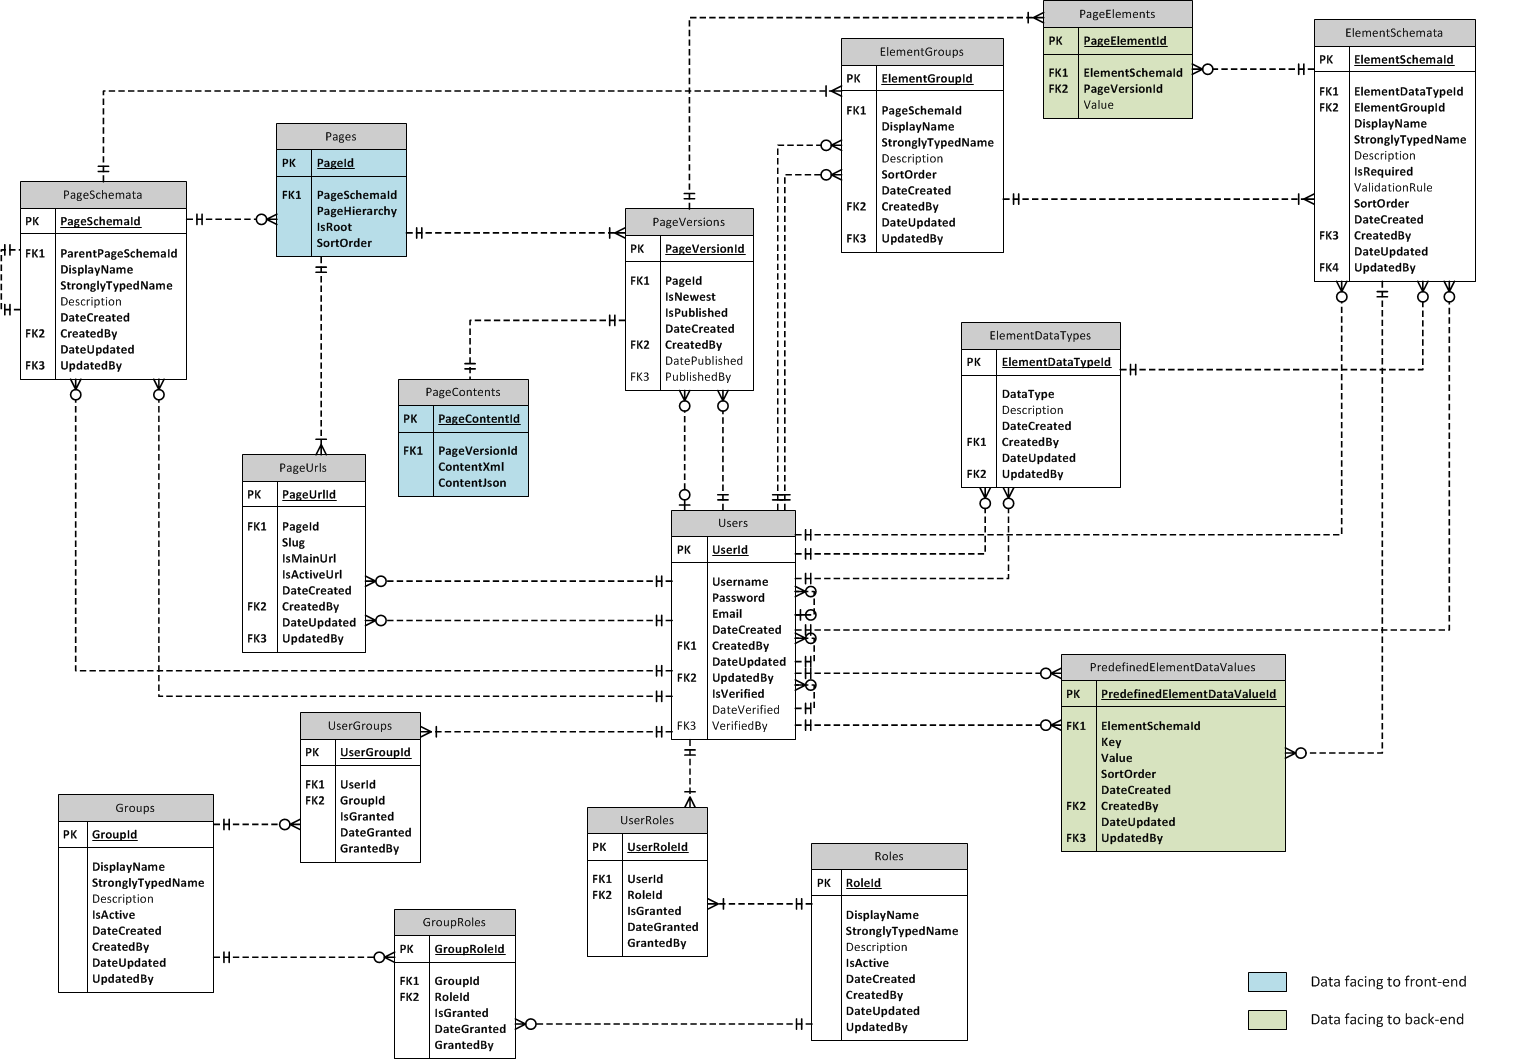 PageElements
PK PageElementId
FK1 ElementSchemaId
FK2 PageVersionId
Value
ElementSchemata
PK ElementSchemaId
FK1 ElementDataTypeId
FK2 ElementGroupId
DisplayName
StronglyTypedName
Description
IsRequired
ValidationRule
SortOrder
DateCreated
FK3 CreatedBy
DateUpdated
FK4 UpdatedBy
ElementGroups
PK ElementGroupId
FK1 PageSchemaId
DisplayName
StronglyTypedName
Description
SortOrder
DateCreated
FK2 CreatedBy
DateUpdated
FK3 UpdatedBy
Pages
PK PageId
FK1 PageSchemaId
PageHierarchy
IsRoot
SortOrder
PageSchemata
PK PageSchemaId
FK1 ParentPageSchemaId
DisplayName
StronglyTypedName
Description
DateCreated
FK2 CreatedBy
DateUpdated
FK3 UpdatedBy
PageVersions
PK PageVersionId
FK1 PageId
IsNewest
IsPublished
DateCreated
FK2 CreatedBy
DatePublished
FK3 PublishedBy
ElementDataTypes
PK ElementDataTypeId
DataType
Description
DateCreated
FK1 CreatedBy
DateUpdated
FK2 UpdatedBy
PageContents
PK PageContentId
FK1 PageVersionId
ContentXml
ContentJson
PageUrls
PK PageUrlId
FK1 PageId
Slug
IsMainUrl
IsActiveUrl
DateCreated
FK2 CreatedBy
DateUpdated
FK3 UpdatedBy
Users
PK UserId
Username
Password
Email
DateCreated
FK1 CreatedBy
DateUpdated
FK2 UpdatedBy
IsVerified
DateVerified
FK3 VerifiedBy
PredefinedElementDataValues
PK PredefinedElementDataValueId
FK1 ElementSchemaId
Key
Value
SortOrder
DateCreated
FK2 CreatedBy
DateUpdated
FK3 UpdatedBy
UserGroups
PK UserGroupId
FK1 UserId
FK2 GroupId
IsGranted
DateGranted
GrantedBy
Groups
PK GroupId
DisplayName
StronglyTypedName
Description
IsActive
DateCreated
CreatedBy
DateUpdated
UpdatedBy
UserRoles
PK UserRoleId
FK1 UserId
FK2 RoleId
IsGranted
DateGranted
GrantedBy
Roles
PK RoleId
DisplayName
StronglyTypedName
Description
IsActive
DateCreated
CreatedBy
DateUpdated
UpdatedBy
GroupRoles
PK GroupRoleId
FK1 GroupId
FK2 RoleId
IsGranted
DateGranted
GrantedBy
Data facing to front-end
Data facing to back-end